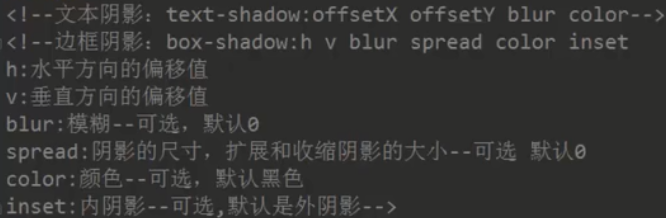 <!--文本阴影：text-shadow:offsetX offsetY blur color-->
<!--边框阴影：box-shadow:h v blur spread color inset
h:水平方向的偏移值
v:垂直方向的偏移值
blur:模糊--可选，默认0
spread:阴影的尺寸，扩展和收缩阴影的大小--可选 默认0
color:颜色--可选，默认黑色
inset:内阴影--可选,默认是外阴影-->